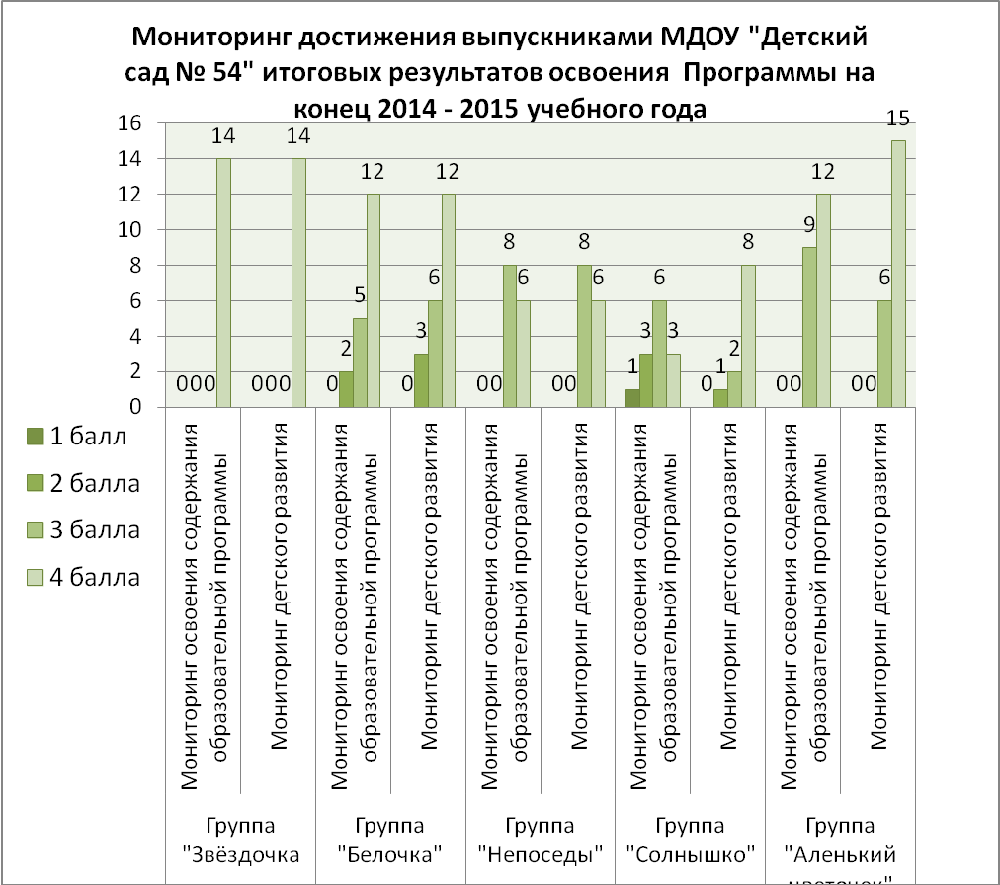 Мониторинг достижения выпускниками МДОУ "Детский
сад № 54" итоговых результатов освоения Программы на
конец 2014 - 2015 учебного года
16
14
12
10
8
6
4
2
0
000
14
000
14
0
2
5
12
0
3
6
12
00
8
6
00
8
6
1
3
6
3
0
1
2
8
00
9
12
00
6
15
1 балл
2 балла
3 балла
4 балла
Мониторинг освоения содержания
образовательной программы
Мониторинг детского развития
Мониторинг освоения содержания
образовательной программы
Мониторинг детского развития
Мониторинг освоения содержания
образовательной программы
Мониторинг детского развития
Мониторинг освоения содержания
образовательной программы
Мониторинг детского развития
Мониторинг освоения содержания
образовательной программы
Мониторинг детского развития
Группа
"Звёздочка
Группа
"Белочка"
Группа
"Непоседы"
Группа
"Солнышко"
Группа
"Аленький
цветочек"